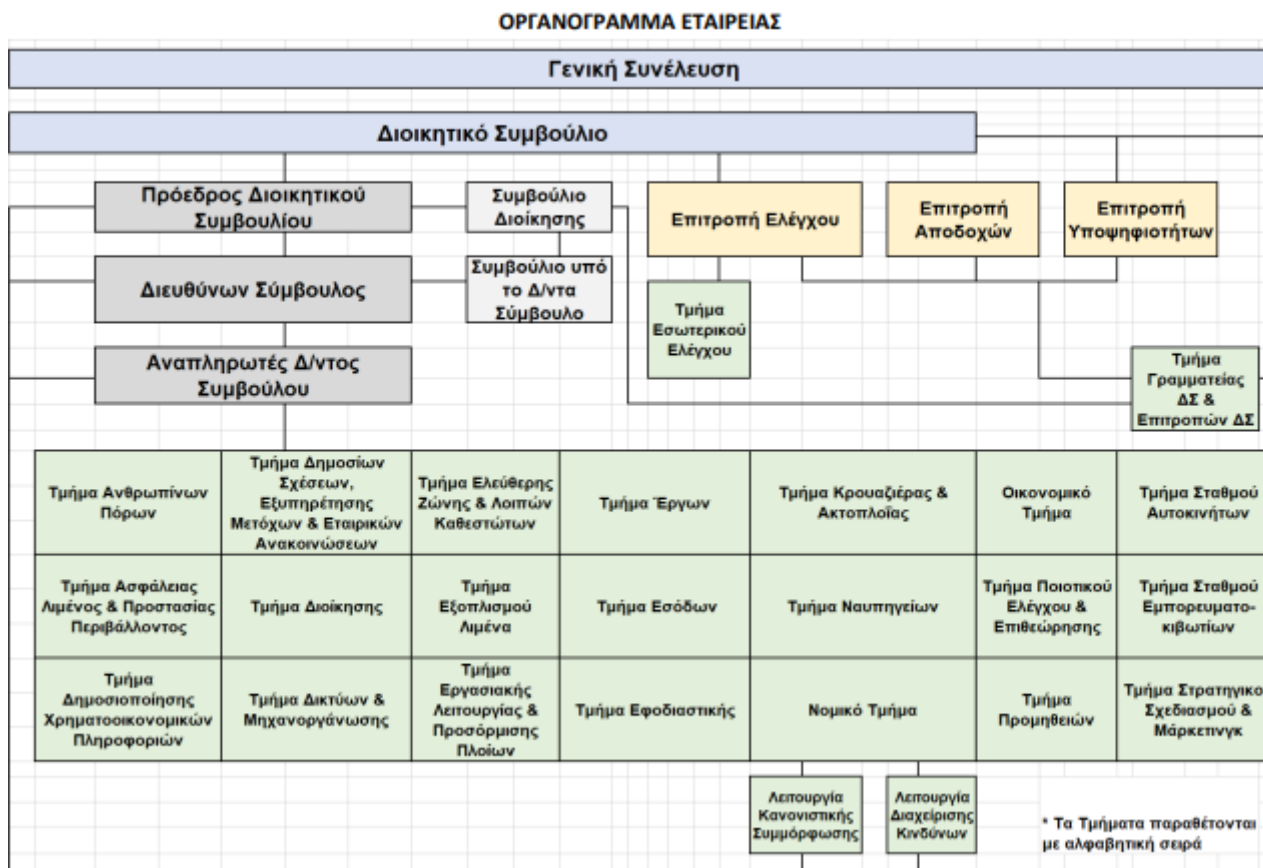 ΟΡΓΑΝΟΓΡΑΜΜΑ ΕΤΑΙΡΕΙΑΣ
Γενική Συνέλευση
Διοικητικό Συμβούλιο
Πρόεδρος Διοικητικού
Συμβουλίου
Συμβούλιο
Διοίκησης
Επιτροπή Ελέγχου
Επιτροπή
Αποδοχών
Επιτροπή
Υποψηφιοτήτων
Διευθύνων Σύμβουλος
Συμβούλιο υπό
το Δ/ντα
Σύμβουλο
Τμήμα
Εσωτερικού
Ελέγχου
Αναπληρωτές Δ/ντος
Συμβούλου
Τμήμα
Γραμματείας
ΔΣ &
Επιτροπών ΔΣ
Τμήμα Ανθρωπίνων
Πόρων
Τμήμα Δημοσίων
Σχέσεων,
Εξυπηρέτησης
Μετόχων & Εταιρικών
Ανακοινώσεων
Τμήμα Ελεύθερης
Ζώνης & Λοιπών
Καθεστώτων
Τμήμα Έργων
Τμήμα Κρουαζιέρας &
Ακτοπλοΐας
Οικονομικό
Τμήμα
Τμήμα Σταθμού
Αυτοκινήτων
Τμήμα Ασφάλειας
Λιμένος & Προστασίας
Περιβάλλοντος
Τμήμα Διοίκησης
Τμήμα
Εξοπλισμού
Λιμένα
Τμήμα Εσόδων
Τμήμα Ναυπηγείων
Τμήμα Ποιοτικού
Ελέγχου &
Επιθεώρησης
Τμήμα Σταθμού
Εμπορευματο-
κιβωτίων
Τμήμα
Δημοσιοποίησης
Χρηματοοικονομικών
Πληροφοριών
Τμήμα Δικτύων &
Μηχανοργάνωσης
Τμήμα
Εργασιακής
Λειτουργίας &
Προσόρμισης
Πλοίων
Τμήμα Εφοδιαστικής
Νομικό Τμήμα
Τμήμα
Προμηθειών
Τμήμα Στρατηγικο
Σχεδιασμού &
Μάρκετινγκ
Λειτουργία
Κανονιστικής
Συμμόρφωσης
Λειτουργία
Διαχείρισης
Κινδύνων
* Τα Τμήματα παραθέτονται
με αλφαβητική σειρά